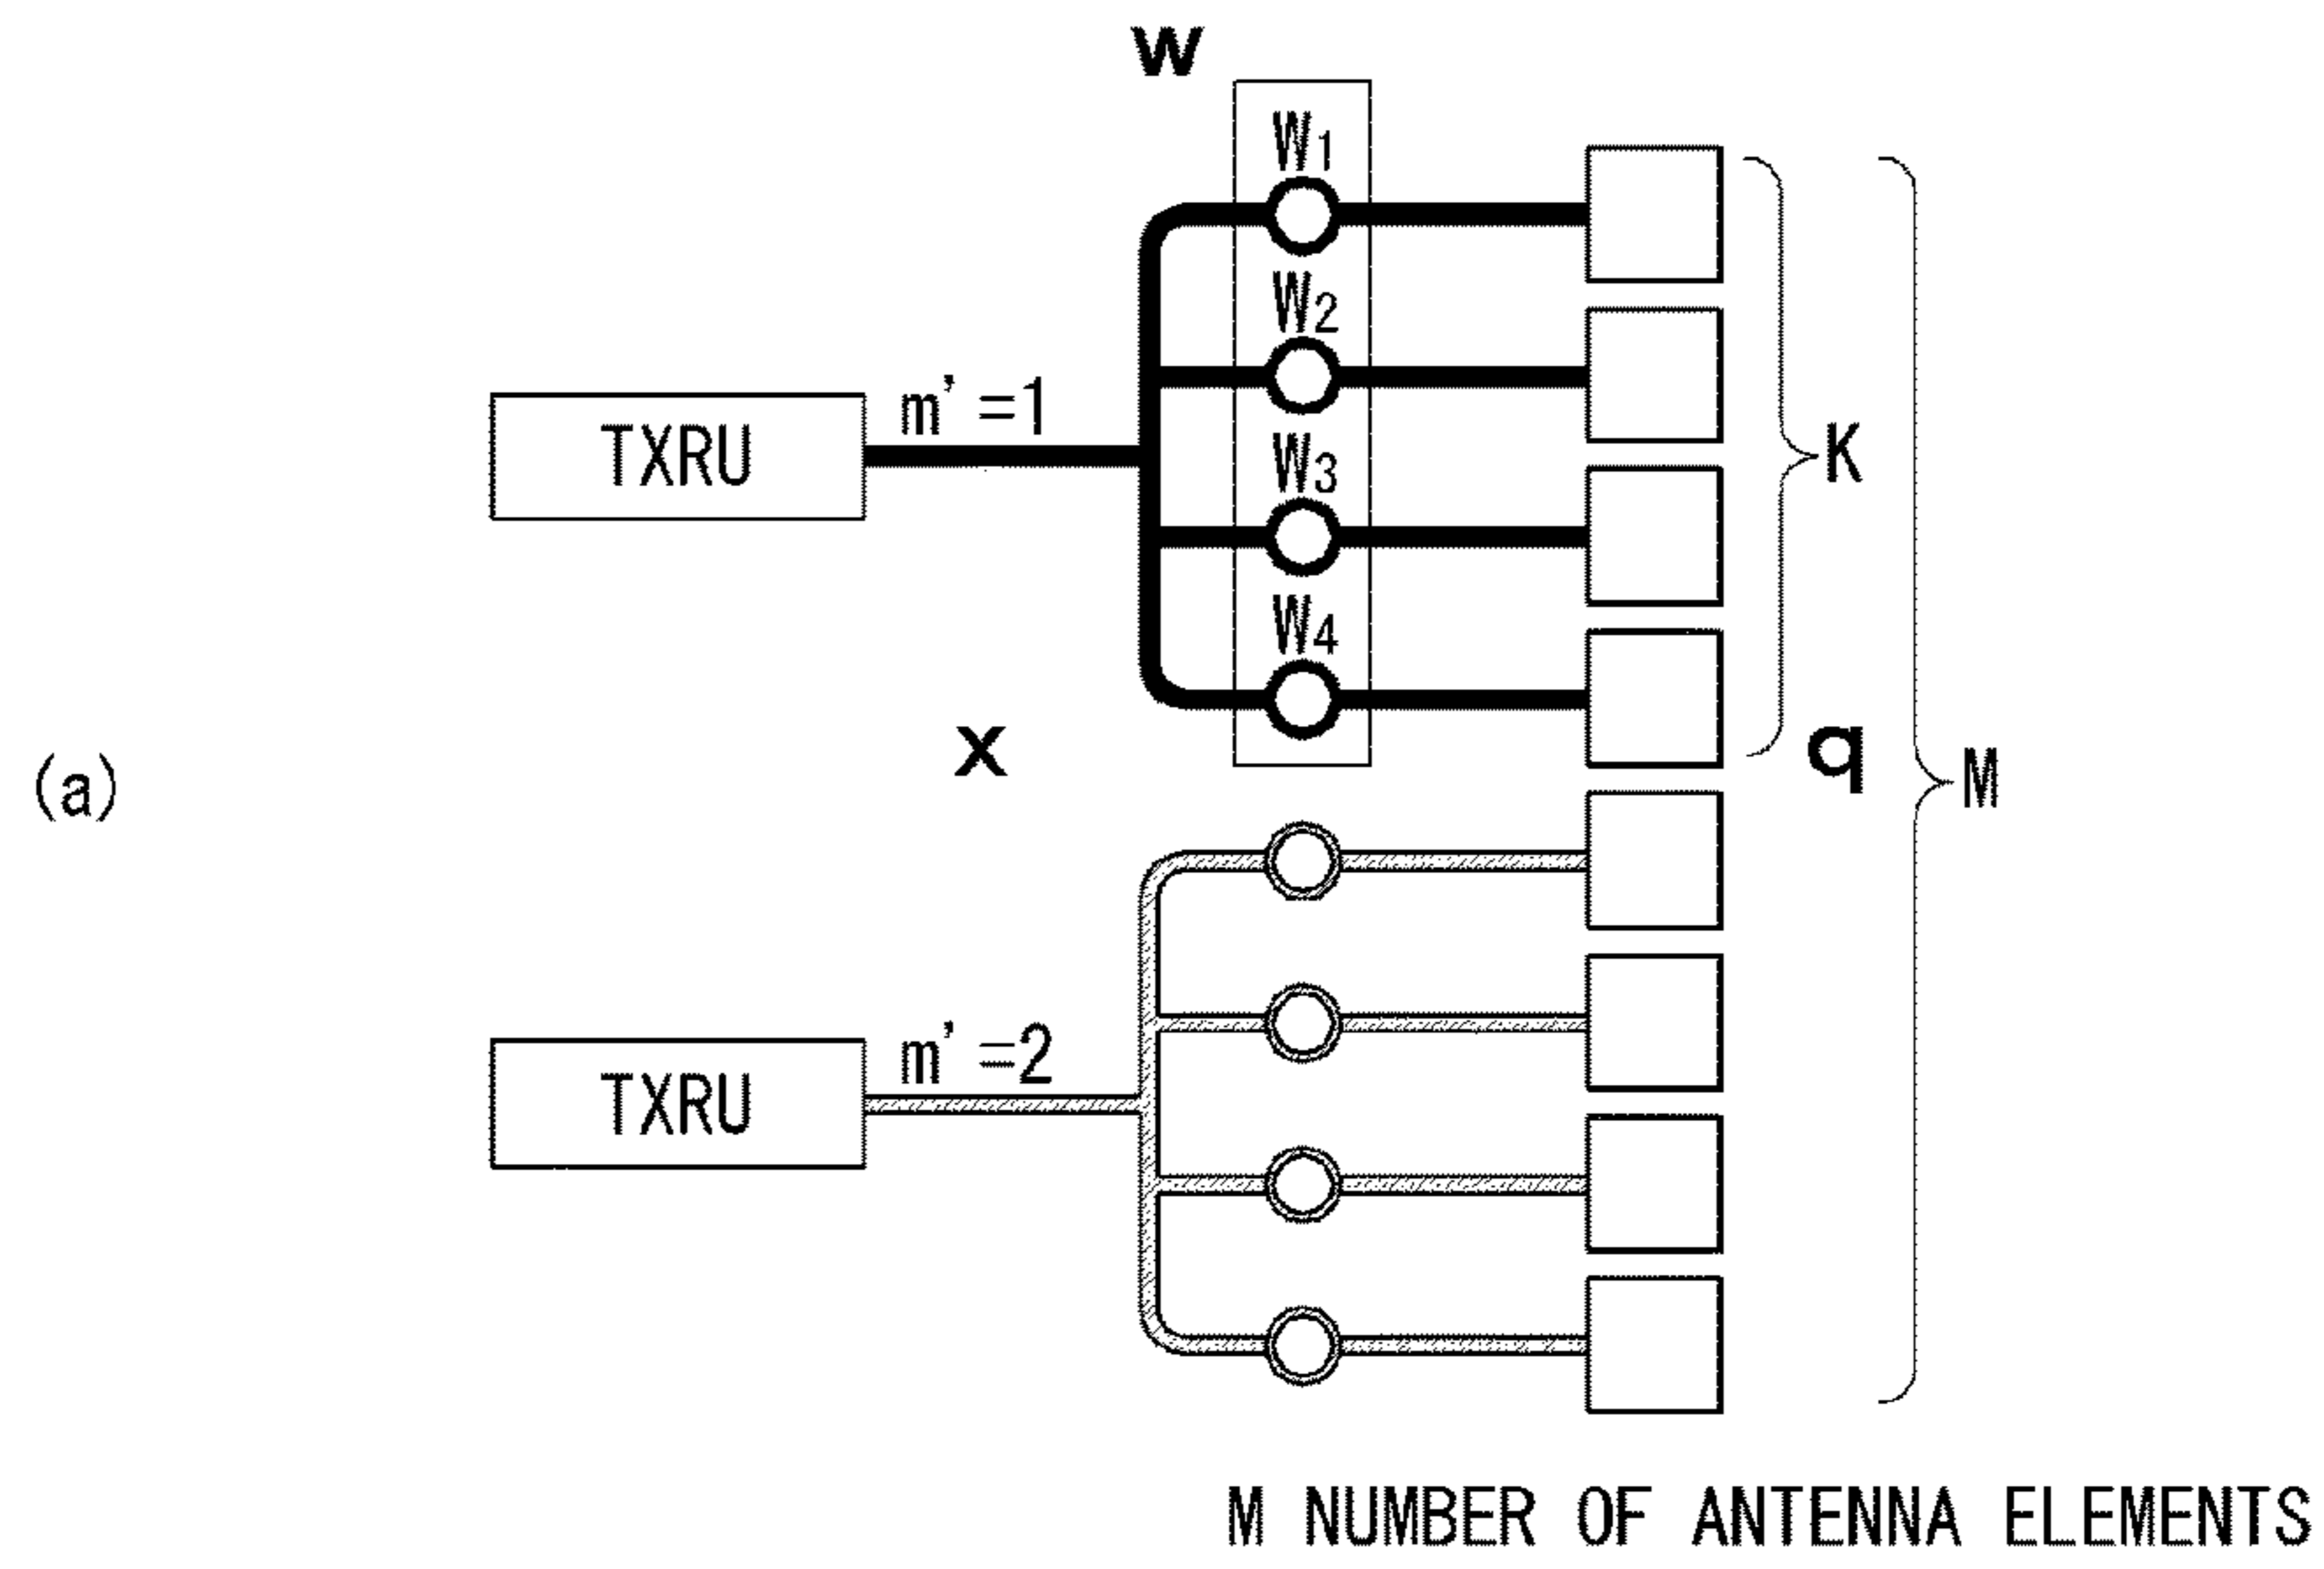 w
W1
W2
m'=1
TXRU
K
W3
W4
x
q
(a)
M
m'=2
TXRU
M NUMBER OF ANTENNA ELEMENTS